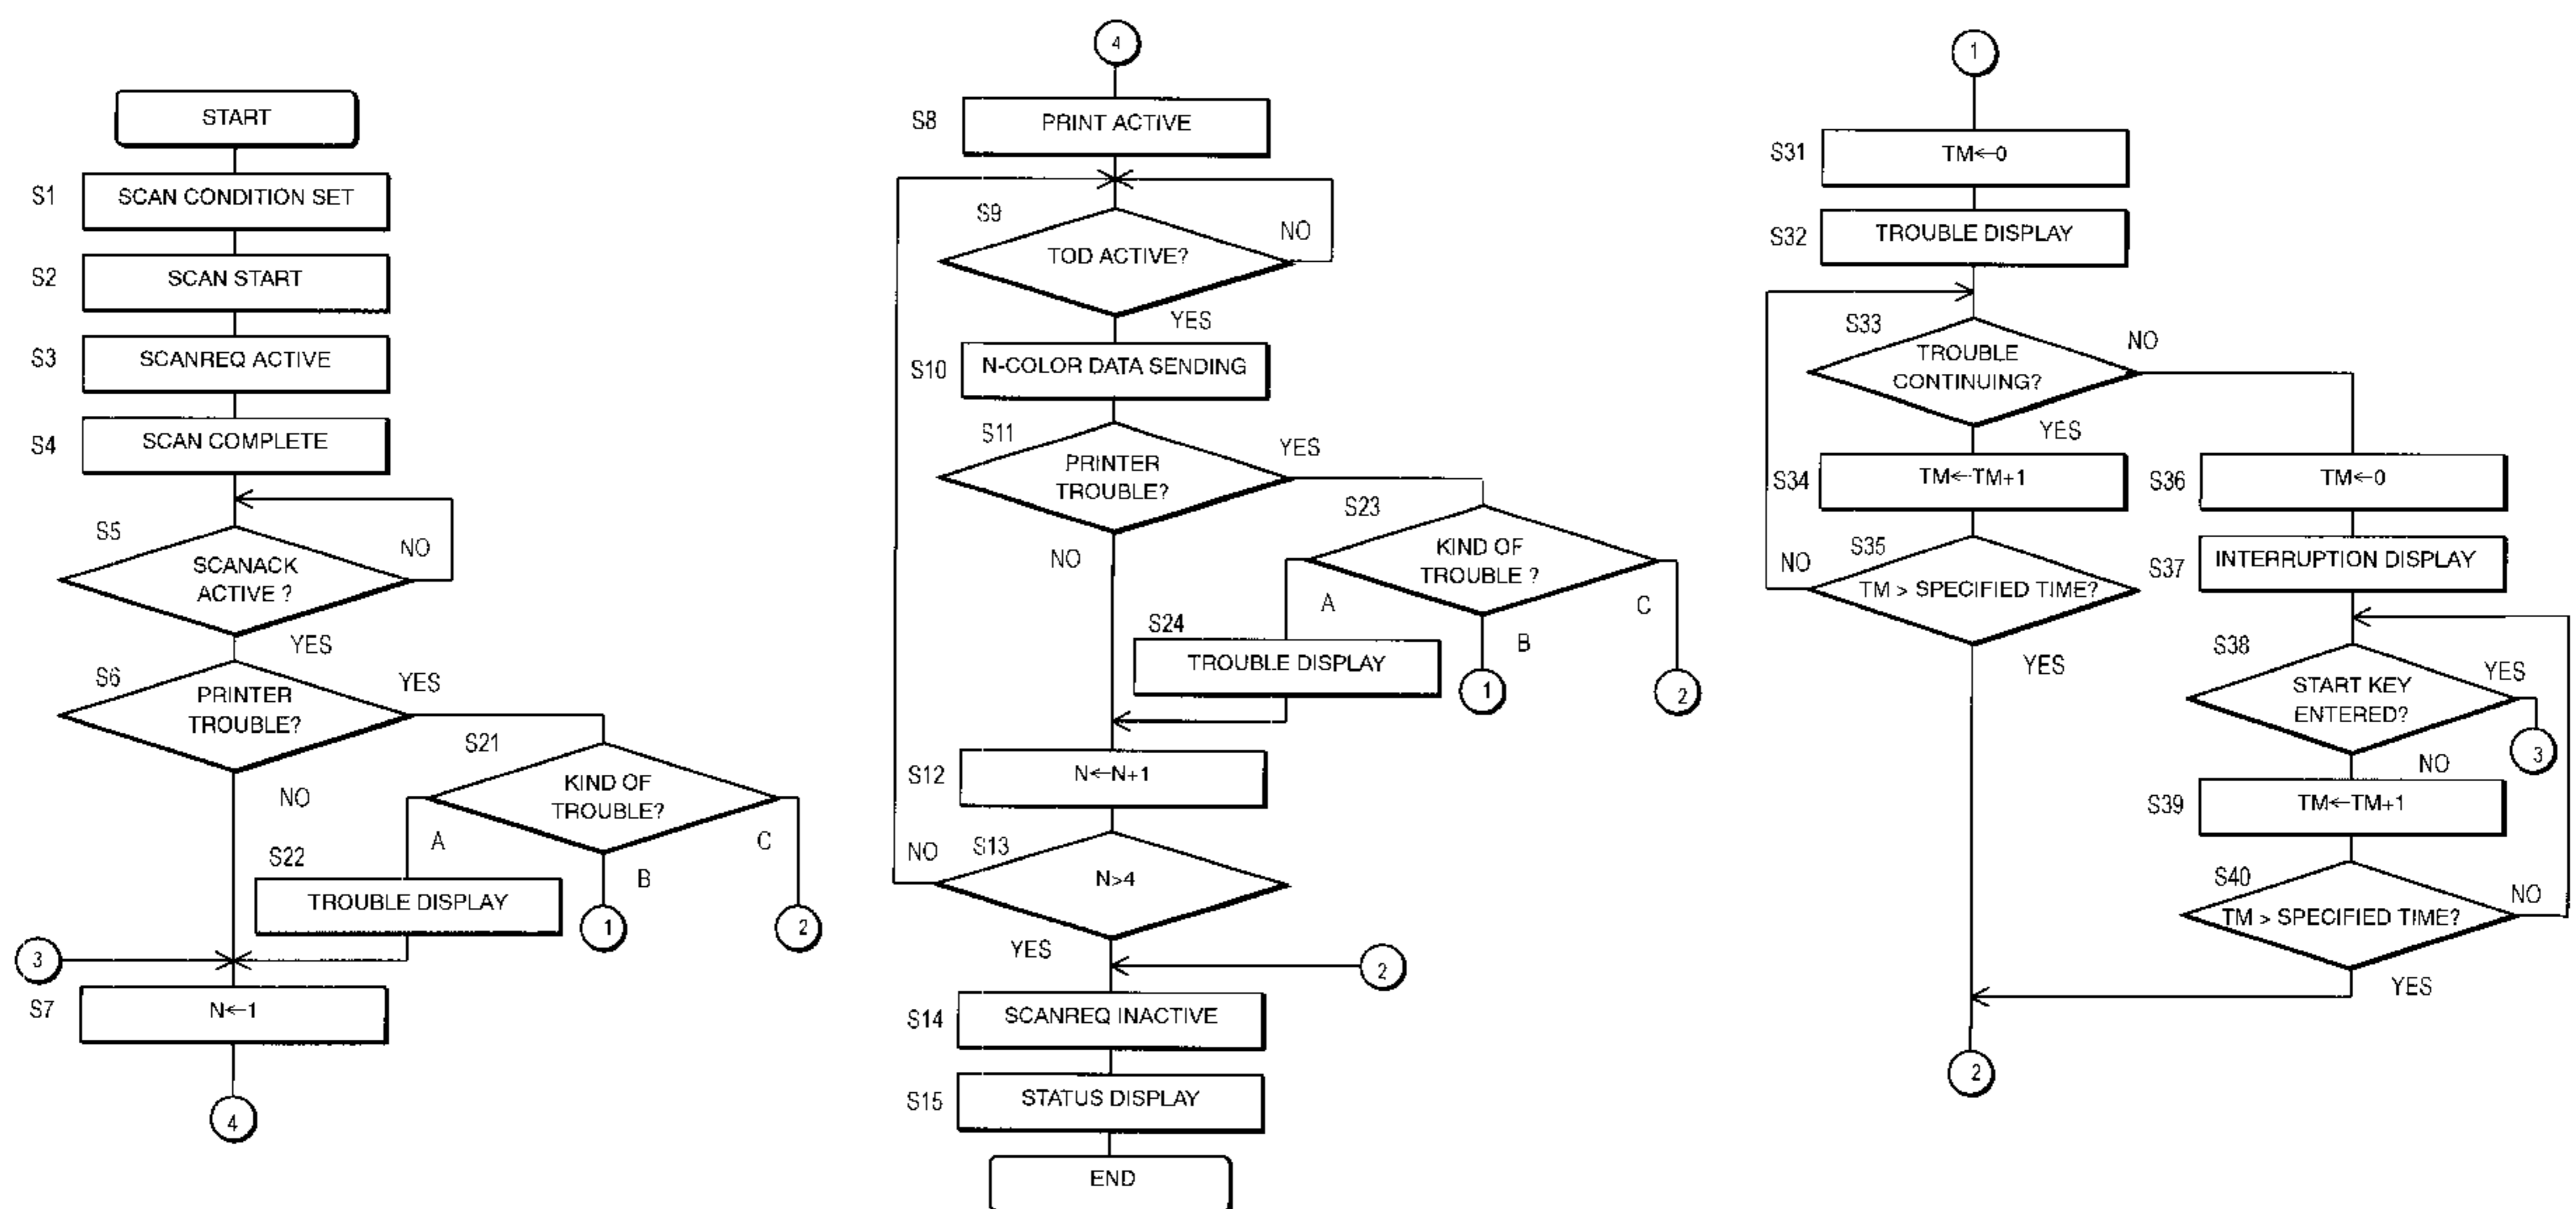 START
S1
SCAN CONDITION SET
S2
SCAN START
S3
SCANREQ ACTIVE
S4
SCAN COMPLETE
S5
SCANACK
ACTIVE ?
NO
YES
S6
PRINTER
TROUBLE?
YES
NO
S21
KIND OF
TROUBLE?
A
B
C
S22
TROUBLE DISPLAY
1
2
3
S7
N←1
4
4
S8
PRINT ACTIVE
S9
TOD ACTIVE?
NO
YES
S10
N-COLOR DATA SENDING
S11
PRINTER
TROUBLE?
YES
NO
S23
KIND OF
TROUBLE ?
A
B
C
S24
TROUBLE DISPLAY
1
2
S12
N←N+1
S13
N>4
NO
YES
2
S14
SCANREQ INACTIVE
S15
STATUS DISPLAY
END
1
S31
TM←0
S32
TROUBLE DISPLAY
S33
TROUBLE
CONTINUING?
NO
YES
S34
TM←TM+1
S35
TM > SPECIFIED TIME?
NO
YES
S36
TM←0
S37
INTERRUPTION DISPLAY
S38
START KEY
ENTERED?
YES
3
NO
S39
TM←TM+1
S40
TM > SPECIFIED TIME?
NO
YES
2